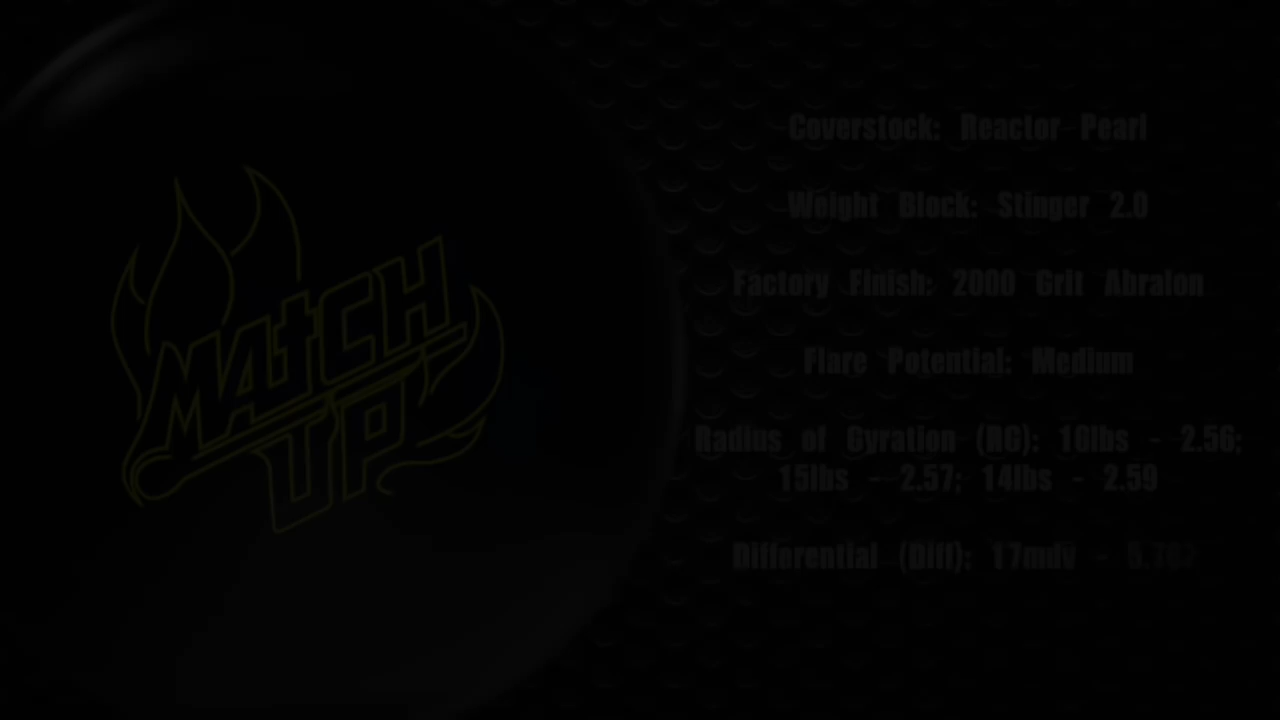 MATCH
UP
Coverstock: Reactor Pearl
Weight Block: Stinger 2.0
Factory Finish: 2000 Grit Abralon
Flare Potential: Medium
Radius of Gyration (RG): 16lbs - 2.56;
15lbs - 2.57; 14lbs - 2.59
Differential (Diff):